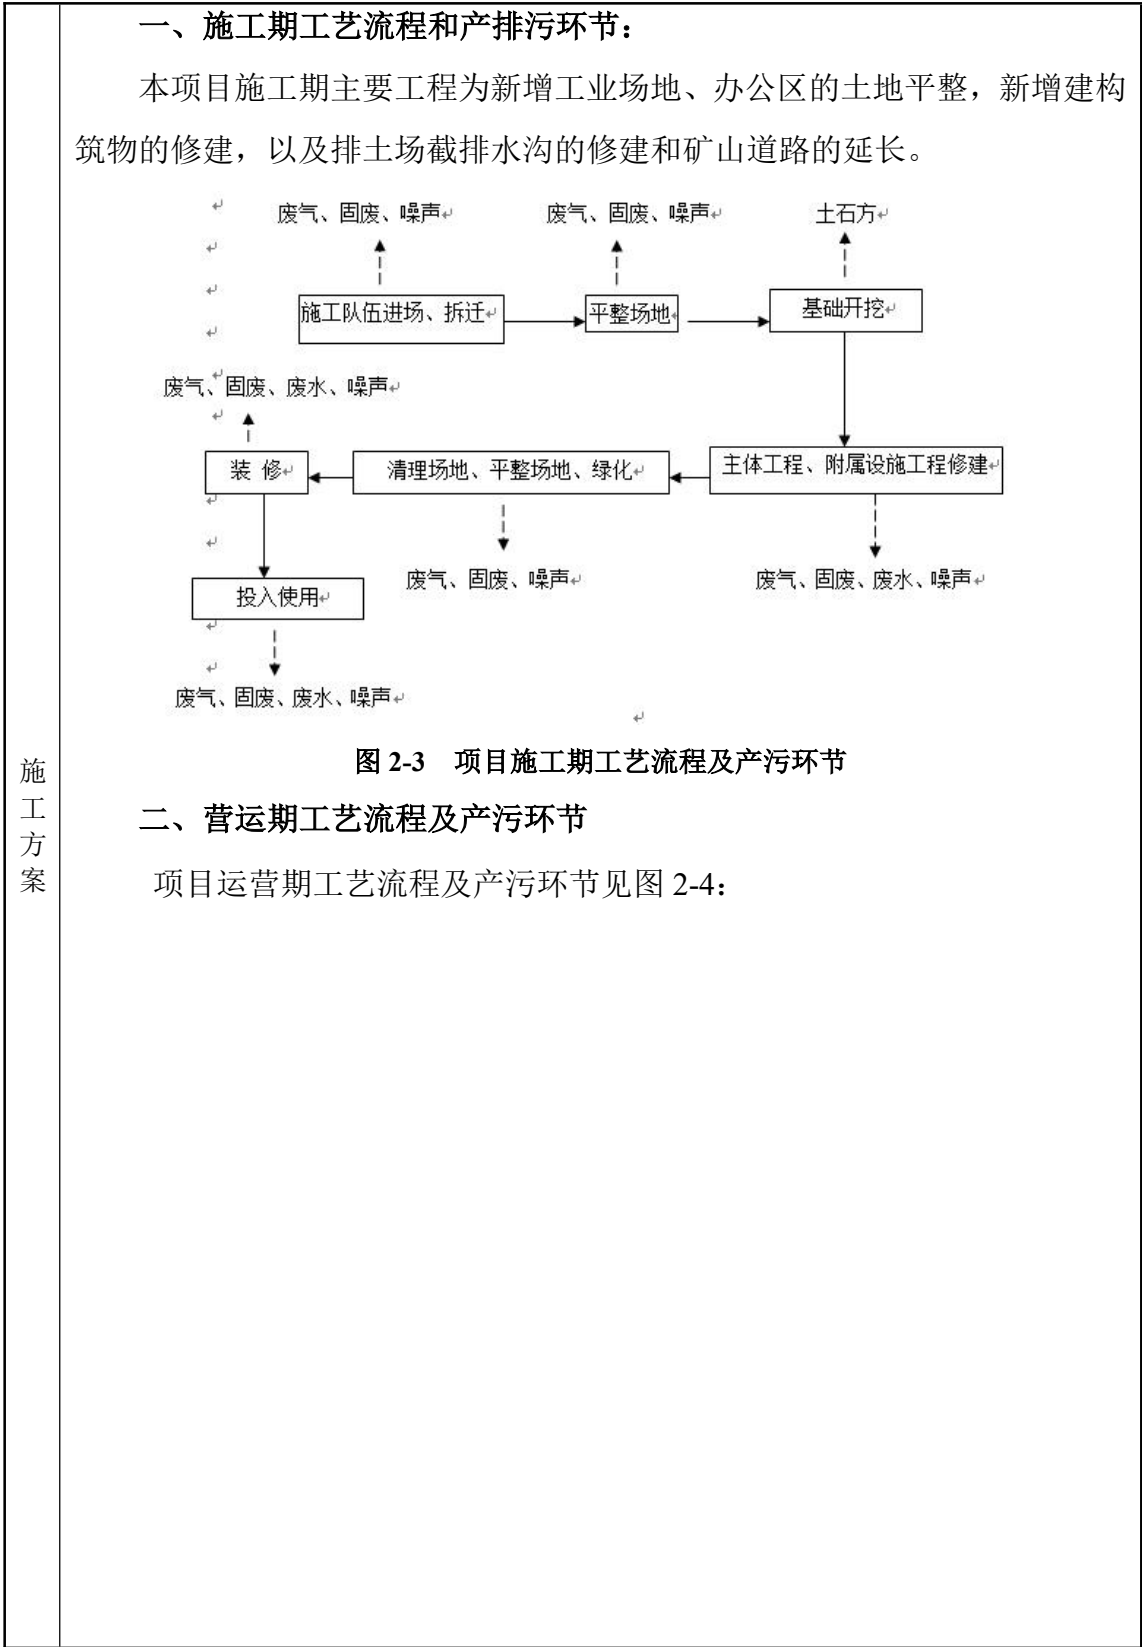 一、施工期工艺流程和产排污环节：
本项目施工期主要工程为新增工业场地、办公区的土地平整，新增建构
筑物的修建，以及排土场截排水沟的修建和矿山道路的延长。
废气、固废、噪声
废气、固废、噪声
土石方
施工队伍进场、拆迁
平整场地
基础开挖
废气、固废、废水、噪声
装 修
清理场地、平整场地、绿化
主体工程、附属设施工程修建
废气、固废、噪声
废气、固废、废水、噪声
投入使用
废气、固废、废水、噪声
图 2-3 项目施工期工艺流程及产污环节
施
工
方
案
二、营运期工艺流程及产污环节
项目运营期工艺流程及产污环节见图 2-4：